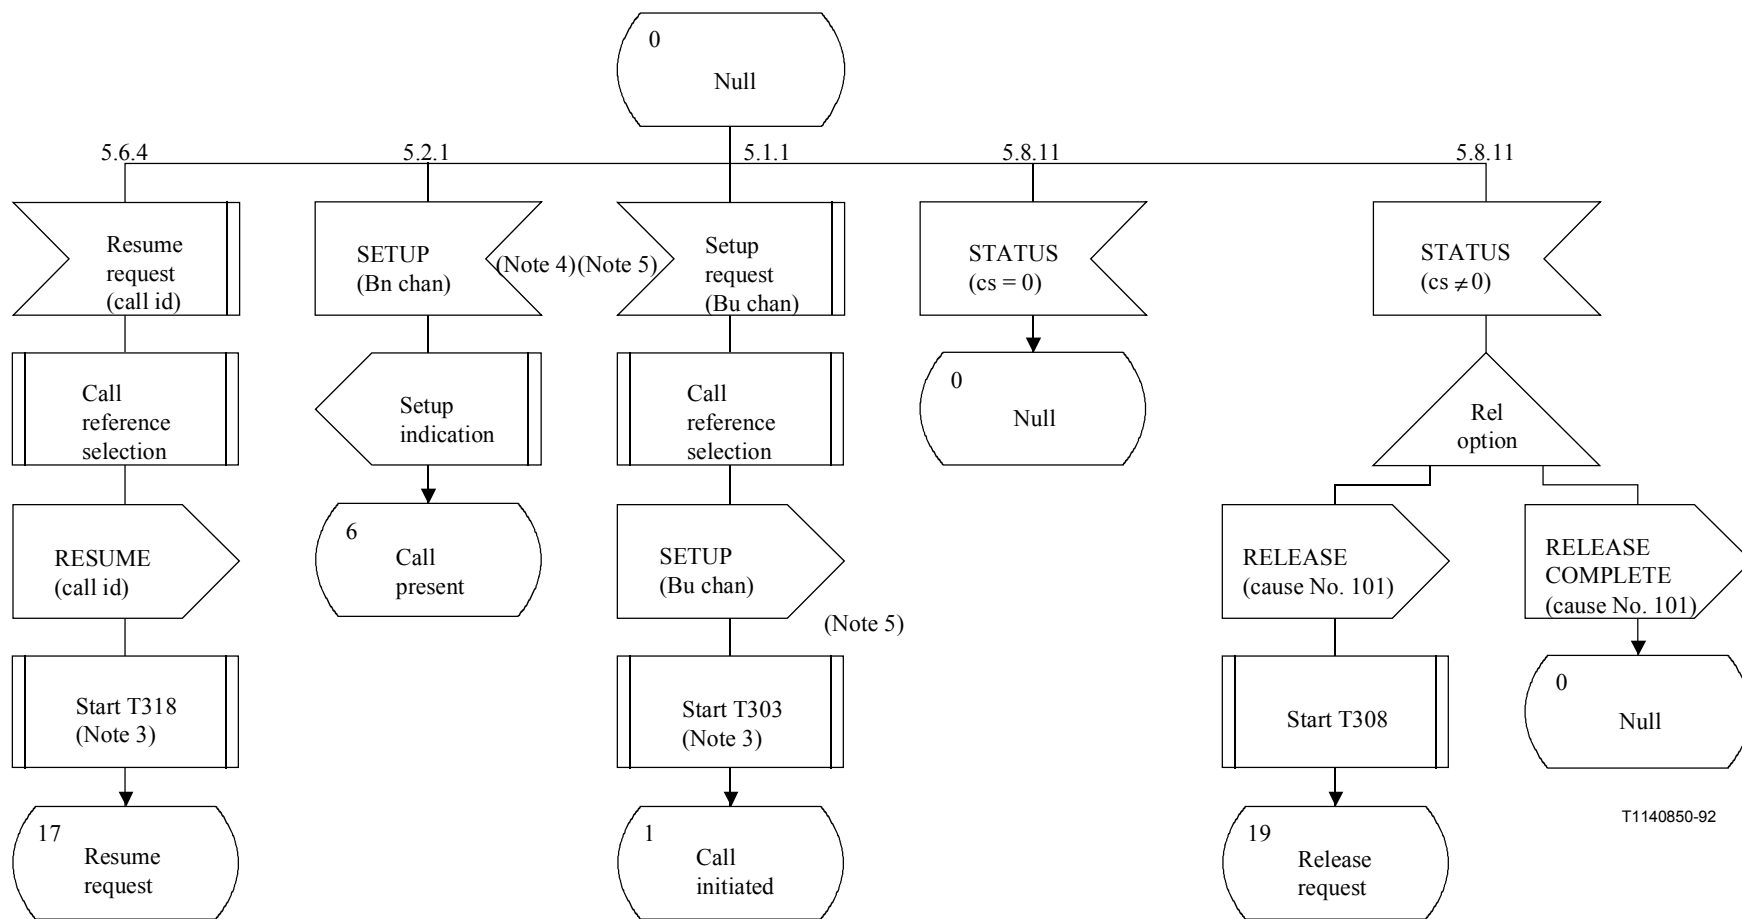 0
Null
5.6.4
5.2.1
5.1.1
5.8.11
5.8.11
Resume
request
(call id)
SETUP
(Bn chan)
(Note 4)(Note 5)
Setup
request
(Bu chan)
STATUS
(cs = 0)
STATUS
(cs ≠ 0)
Call
reference
selection
Setup
indication
Call
reference
selection
0
Null
Rel
option
RESUME
(call id)
6
Call
present
SETUP
(Bu chan)
(Note 5)
RELEASE
(cause No. 101)
RELEASE
COMPLETE
(cause No. 101)
Start T318
(Note 3)
Start T303
(Note 3)
Start T308
0
Null
17
Resume
request
1
Call
initiated
19
Release
request
T1140850-92